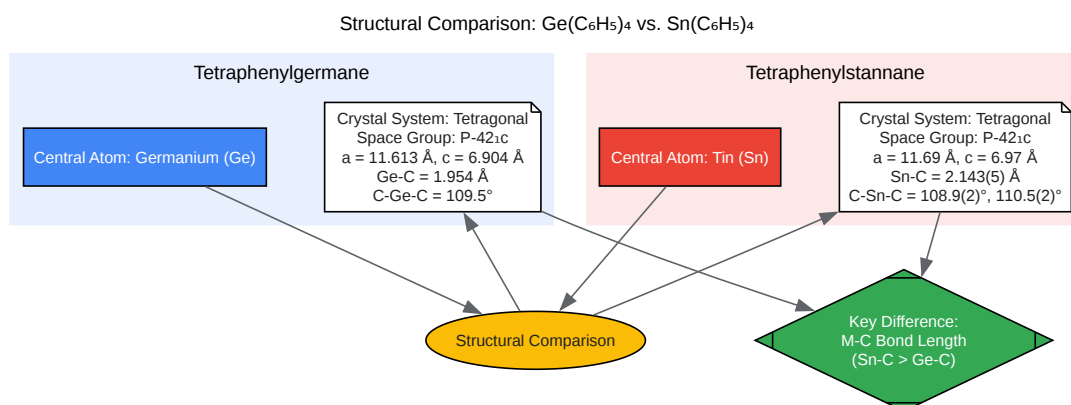 Structural Comparison: Ge(C₆H₅)₄ vs. Sn(C₆H₅)₄
Tetraphenylgermane
Central Atom: Germanium (Ge)
Crystal System: Tetragonal
Space Group: P-42₁c
a = 11.613 Å, c = 6.904 Å
Ge-C = 1.954 Å
C-Ge-C = 109.5°
Tetraphenylstannane
Central Atom: Tin (Sn)
Crystal System: Tetragonal
Space Group: P-42₁c
a = 11.69 Å, c = 6.97 Å
Sn-C = 2.143(5) Å
C-Sn-C = 108.9(2)°, 110.5(2)°
Structural Comparison
Key Difference:
M-C Bond Length
(Sn-C > Ge-C)